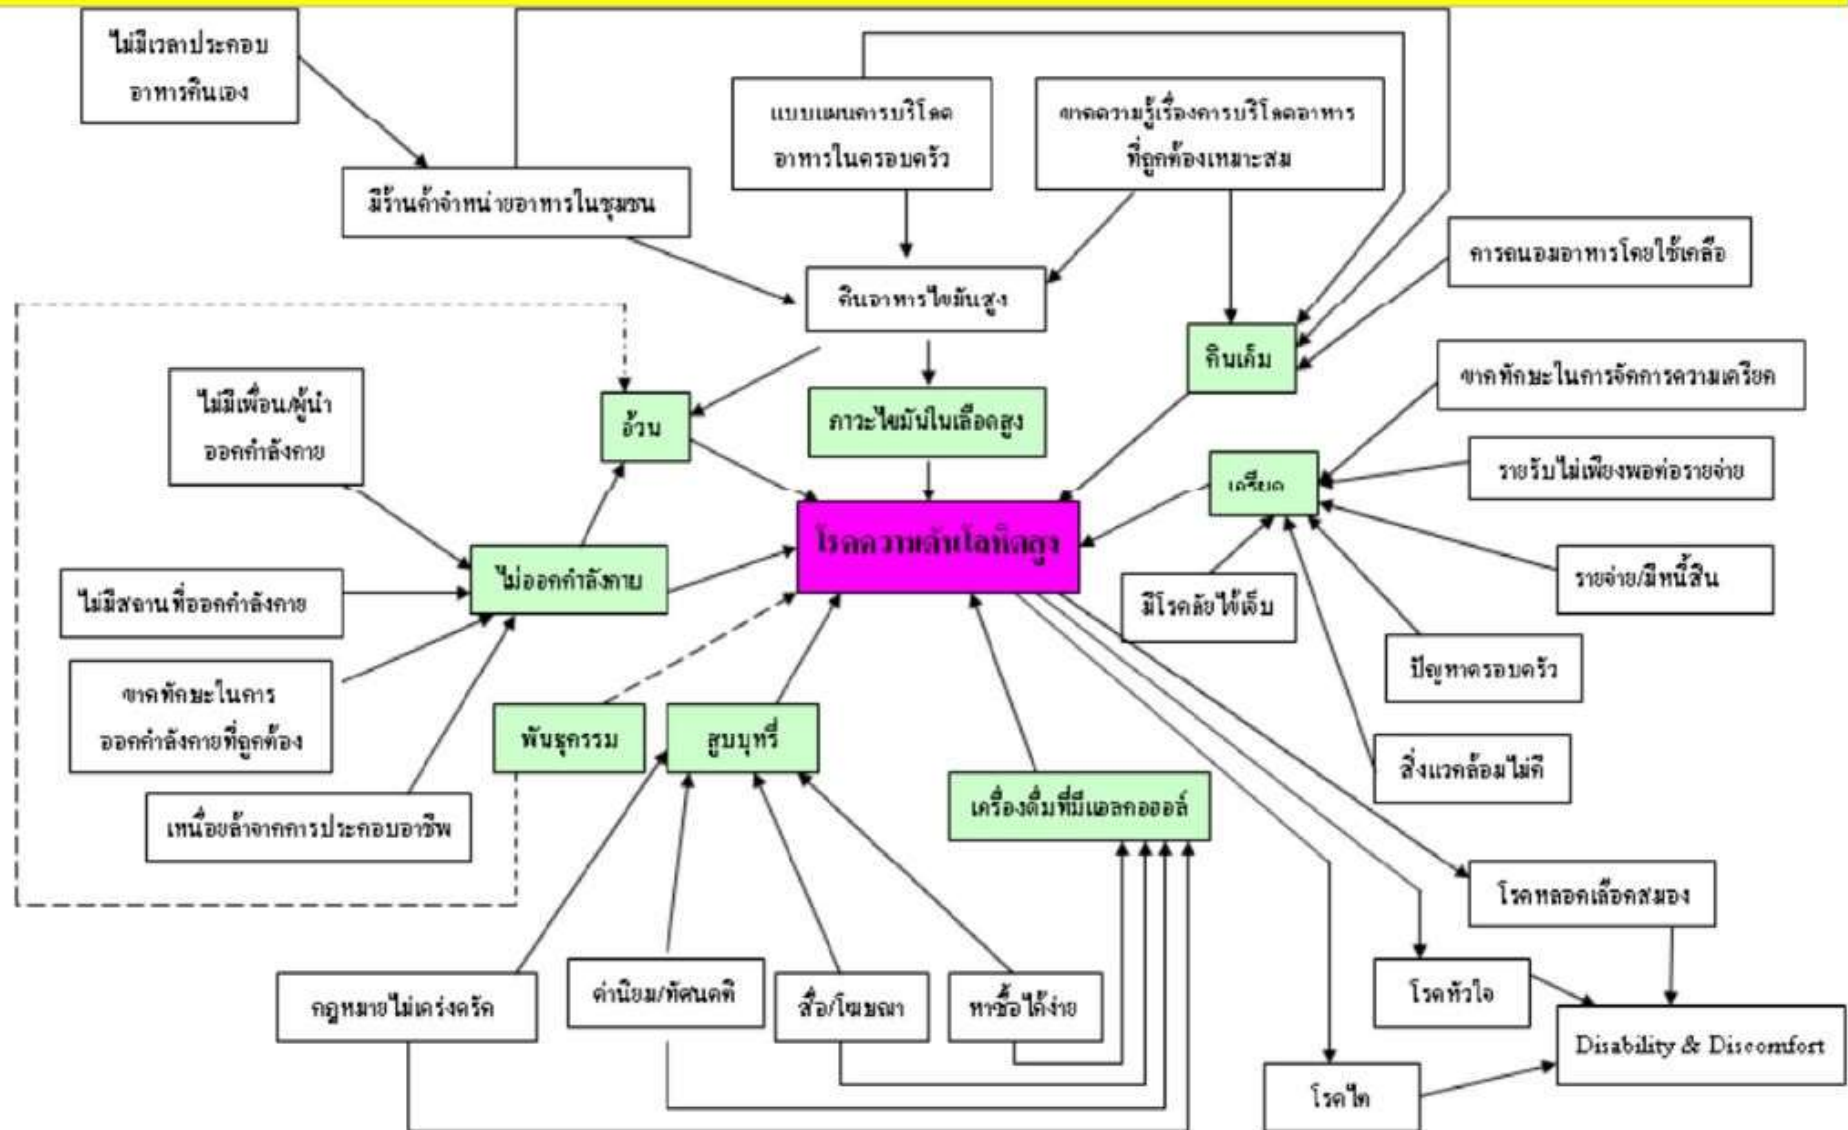 ไม่มีเวลาประกอบ
อาหารกินเอง
แบบแผนการบริโภค
อาหารในครอบครัว
ขาดความรู้เรื่องการบริโภคอาหาร
ที่ถูกต้องเหมาะสม
มีร้านค้าจำหน่ายอาหารในชุมชน
การถนอมอาหารโดยใช้เกลือ
กินอาหารไขมันสูง
กินเค็ม
ขาดทักษะในการจัดการความเครียด
ไม่มีเพื่อน/ผู้นำ
ออกกำลังกาย
อ้วน
ภาวะไขมันในเลือดสูง
เครียด
รายรับไม่เพียงพอต่อรายจ่าย
โรคความดันโลหิตสูง
ไม่ออกกำลังกาย
ไม่มีสถานที่ออกกำลังกาย
มีโรคภัยไข้เจ็บ
รายจ่าย/มีหนี้สิน
ปัญหาครอบครัว
ขาดทักษะในการ
ออกกำลังกายที่ถูกต้อง
พันธุกรรม
สูบบุหรี่
สิ่งแวดล้อมไม่ดี
เหนื่อยล้าจากการประกอบอาชีพ
เครื่องดื่มที่มีแอลกอฮอล์
โรคหลอดเลือดสมอง
กฎหมายไม่เคร่งครัด
ค่านิยม/ทัศนคติ
สื่อ/โฆษณา
หาซื้อได้ง่าย
โรคหัวใจ
Disability & Discomfort
โรคไต